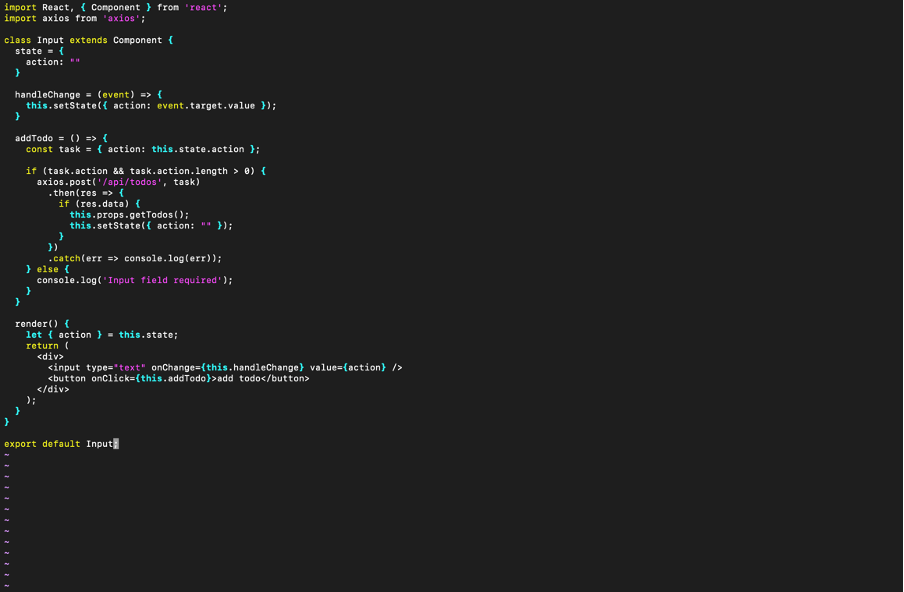 import React, { Component } from 'react';
import axios from 'axios';

class Input extends Component {
  state = {
    action: ""
  }

  handleChange = (event) => {
    this.setState({ action: event.target.value });
  }

  addTodo = () => {
    const task = { action: this.state.action };

    if (task.action && task.action.length > 0) {
      axios.post('/api/todos', task)
        .then(res => {
          if (res.data) {
            this.props.getTodos();
            this.setState({ action: "" });
          }
        })
        .catch(err => console.log(err));
    } else {
      console.log('Input field required');
    }
  }

  render() {
    let { action } = this.state;
    return (
      <div>
        <input type="text" onChange={this.handleChange} value={action} />
        <button onClick={this.addTodo}>add todo</button>
      </div>
    );
  }
}

export default Input;
~
~
~
~
~
~
~
~
~
~
~
~
~